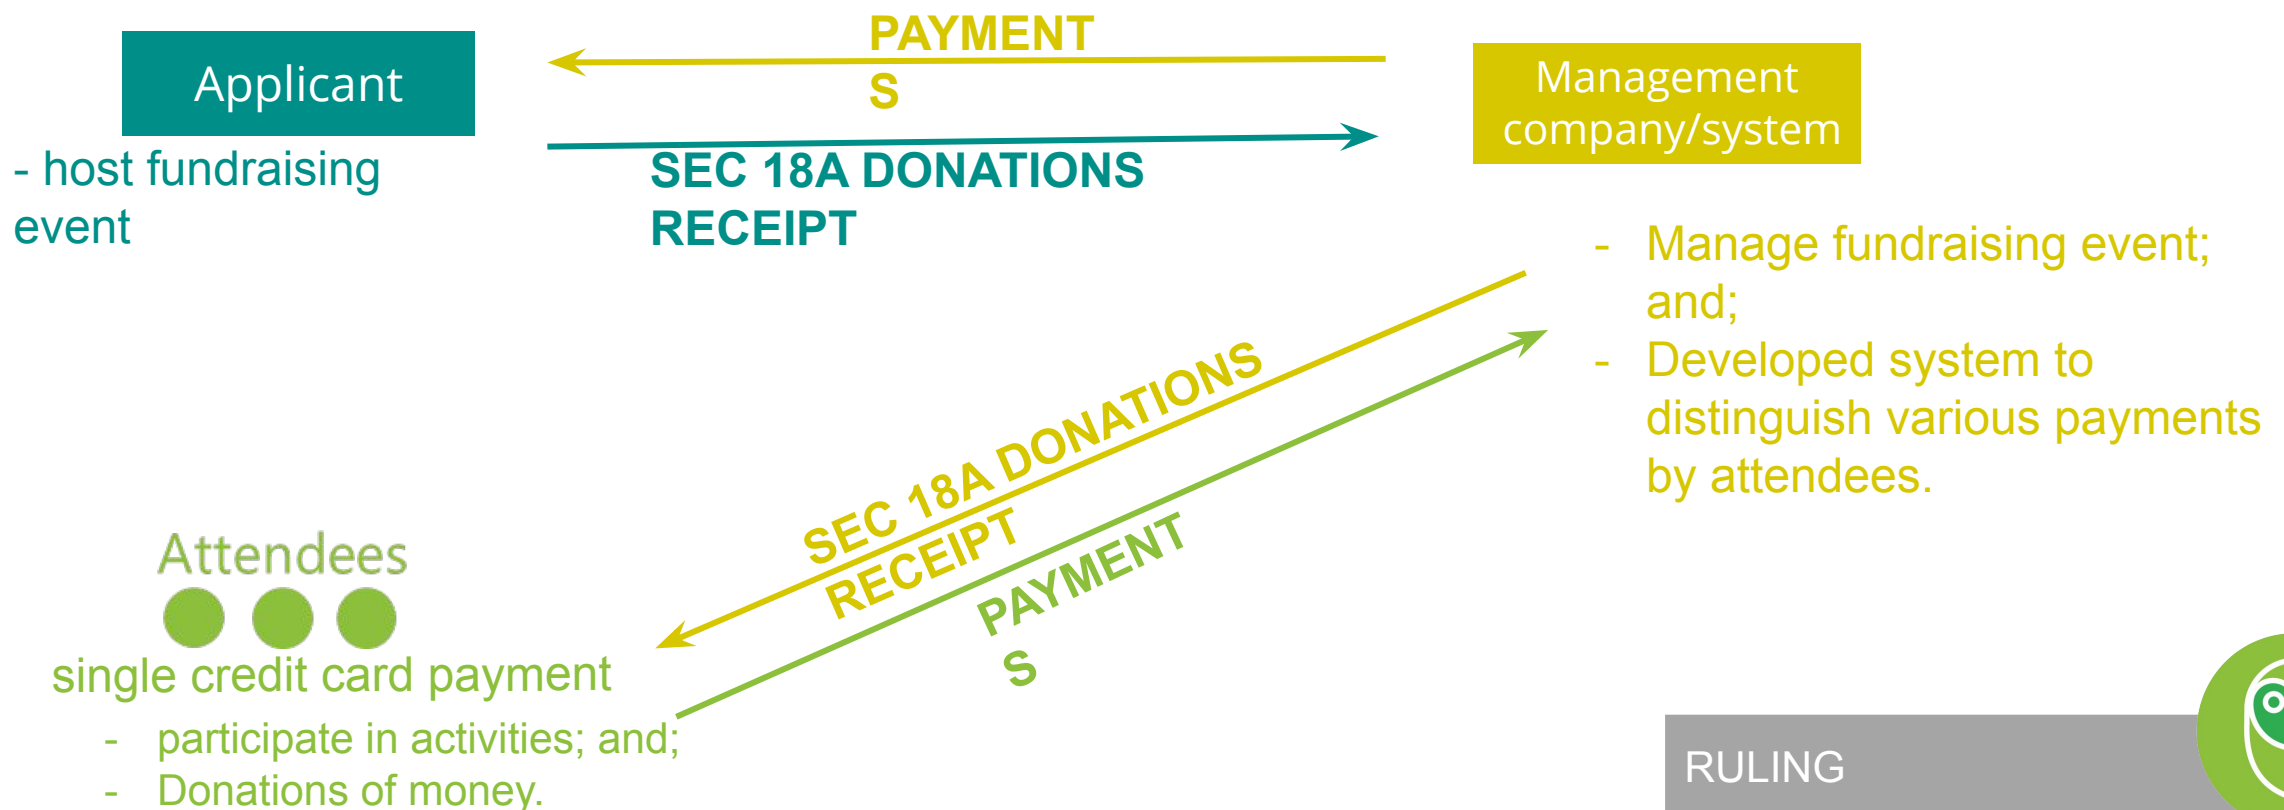 Applicant
- host fundraising
event
PAYMENT
S
SEC 18A DONATIONS
RECEIPT
Management
company/system
- Manage fundraising event;
and;
- Developed system to
distinguish various payments
by attendees.
SEC 18A DONATIONS
RECEIPT
PAYMENT
S
Attendees
single credit card payment
- participate in activities; and;
- Donations of money.
RULING